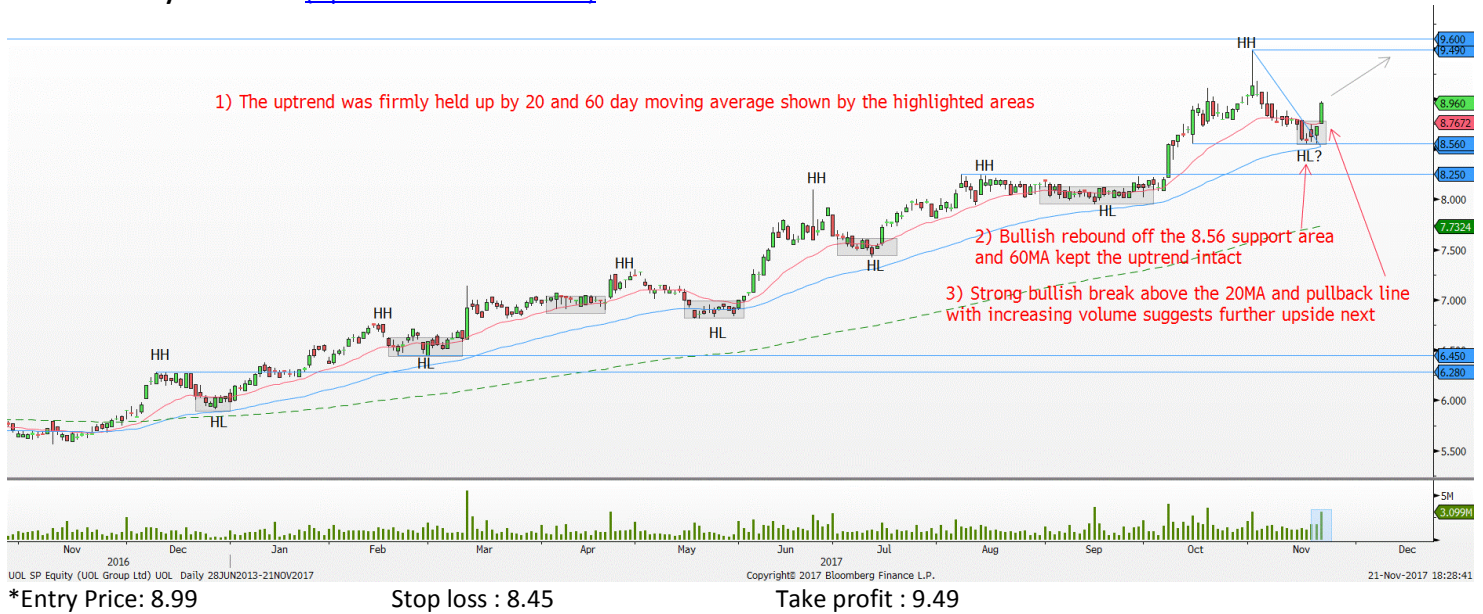 HH
9.600
9.490
1) The uptrend was firmly held up by 20 and 60 day moving average shown by the highlighted areas
8.960
8.7672
8.560
HL?
HH
8.250
HH
8.000
HL
7.7324
2) Bullish rebound off the 8.56 support area
and 60MA kept the uptrend intact
7.500
HL
HH
3) Strong bullish break above the 20MA and pullback line
with increasing volume suggests further upside next
7.000
HH
HL
6.450
HH
HL
6.280
6.000
HL
5.500
5M
3.099M
Nov Dec Jan Feb Mar Apr May Jun Jul Aug Sep Oct Nov Dec
2016 2017
UOL SP Equity (UOL Group Ltd) UOL Daily 28JUN2013-21NOV2017 Copyright© 2017 Bloomberg Finance L.P. 21-Nov-2017 18:28:41
*Entry Price: 8.99 Stop loss : 8.45 Take profit : 9.49